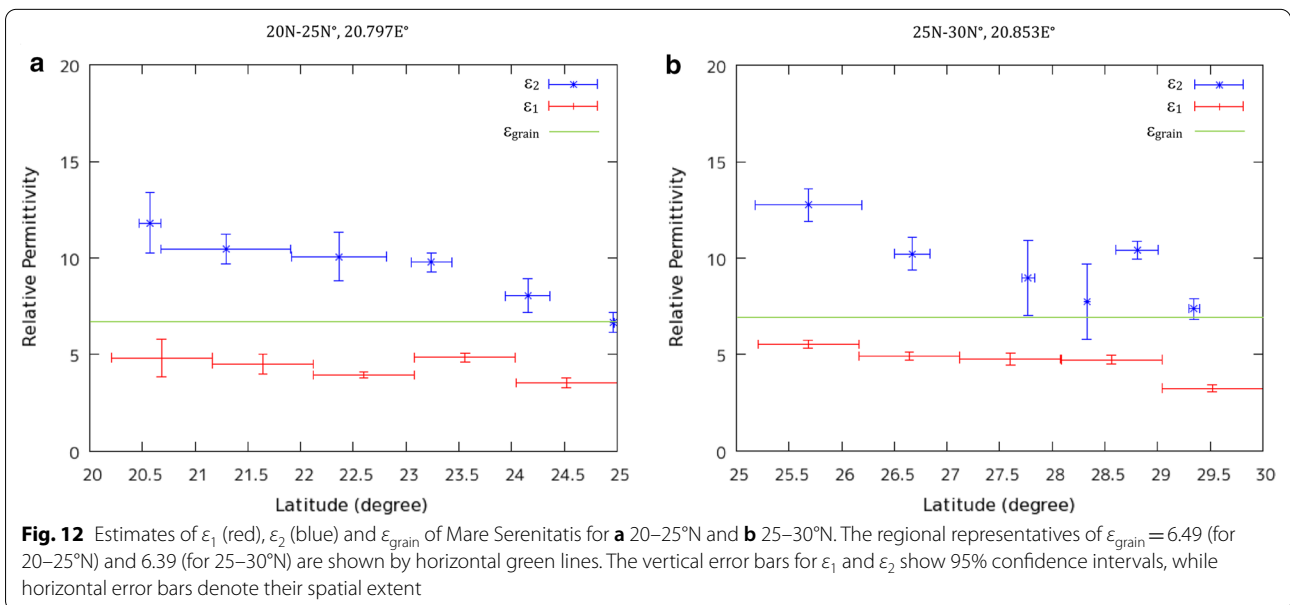 20N-25N°, 20.797E°
a
20
15
10
5
0
Relative Permittivity
ε2
ε1
εgrain
20 20.5 21 21.5 22 22.5 23 23.5 24 24.5 25
Latitude (degree)
25N-30N°, 20.853E°
b
20
15
10
5
0
Relative Permittivity
ε2
ε1
εgrain
25 25.5 26 26.5 27 27.5 28 28.5 29 29.5 30
Latitude (degree)
Fig. 12 Estimates of ε1 (red), ε2 (blue) and εgrain of Mare Serenitatis for a 20–25°N and b 25–30°N. The regional representatives of εgrain = 6.49 (for
20–25°N) and 6.39 (for 25–30°N) are shown by horizontal green lines. The vertical error bars for ε1 and ε2 show 95% confidence intervals, while
horizontal error bars denote their spatial extent